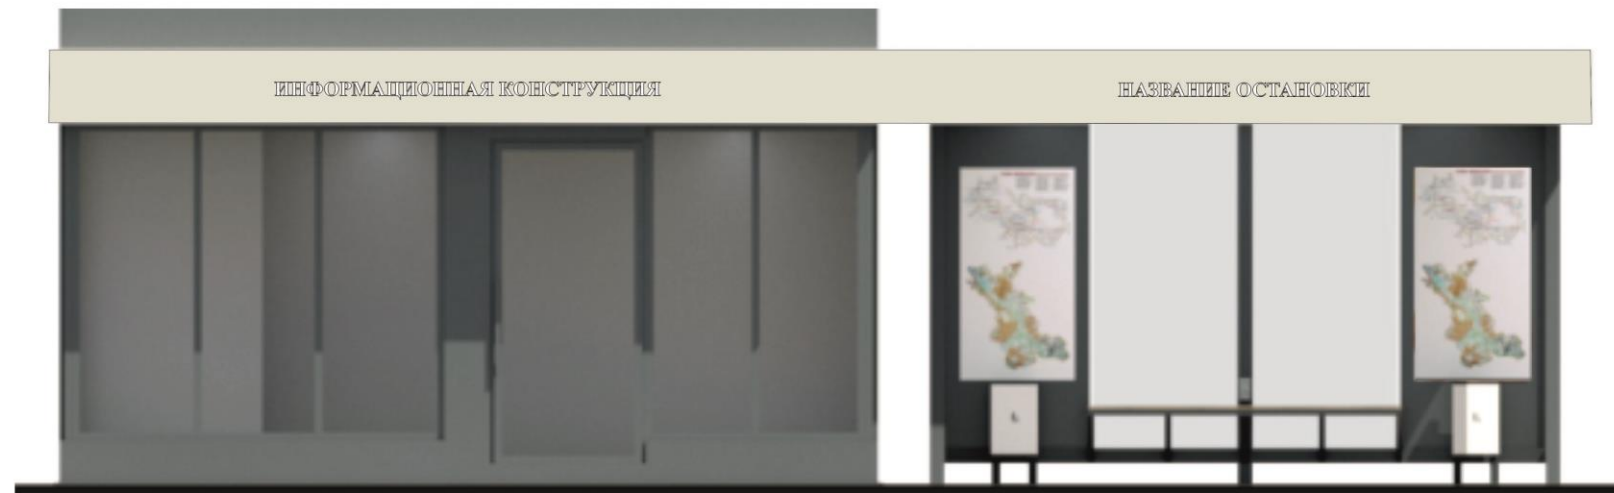 ИНФОРМАЦИОННАЯ КОНСТРУКЦИЯ
НАЗВАНИЕ ОСТАНОВКИ